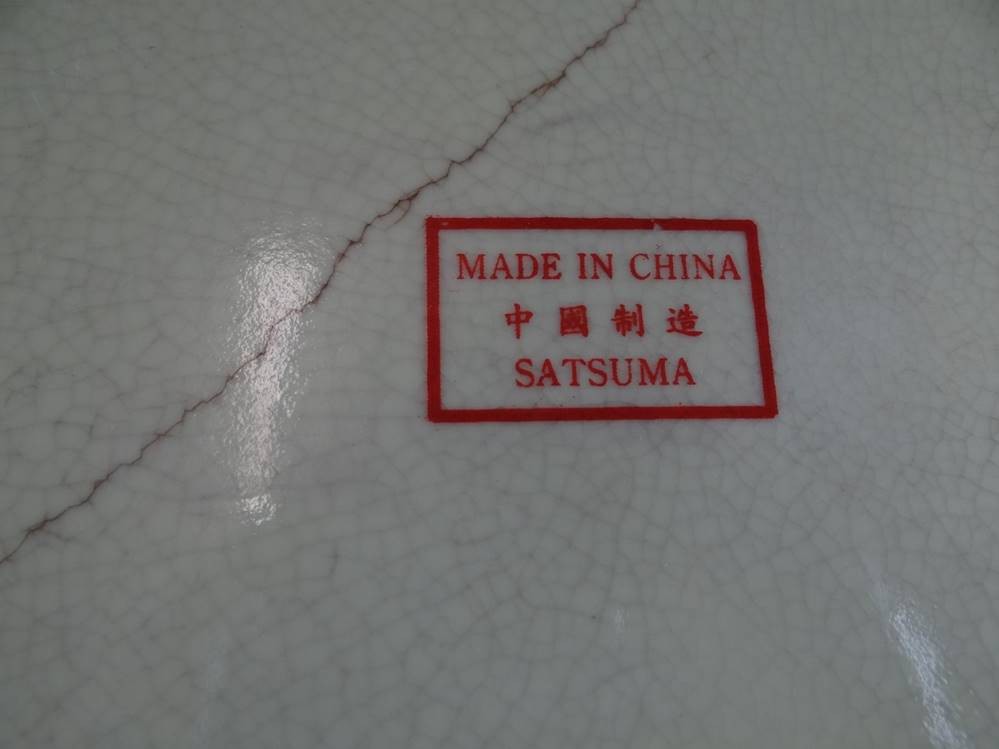 MADE IN CHINA
中國制造
SATSUMA